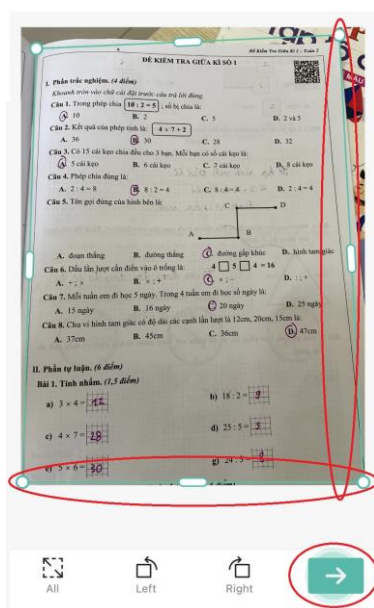 Đề Kiểm Tra Giữa Kì 2 - Toán 2
ĐỀ KIỂM TRA GIỮA KÌ SỐ 1
I. Phần trắc nghiệm. (4 điểm)
Khoanh tròn vào chữ cái đặt trước câu trả lời đúng.
Câu 1. Trong phép chia 10 : 2 = 5 , số bị chia là:
A. 10 B. 2 C. 5 D. 2 và 5
Câu 2. Kết quả của phép tính là: 4 × 7 + 2
A. 36 B. 30 C. 28 D. 32
Câu 3. Có 15 cái kẹo chia đều cho 3 bạn. Mỗi bạn có số cái kẹo là:
A. 5 cái kẹo B. 6 cái kẹo C. 7 cái kẹo D. 8 cái kẹo
Câu 4. Phép chia đúng là:
A. 2 : 4 = 8 B. 8 : 2 = 4 C. 8 : 4 = 4 D. 2 : 4 = 4
Câu 5. Tên gọi đúng của hình bên là:
C D
A B
A. đoạn thẳng B. đường thẳng C. đường gấp khúc D. hình tam giác
Câu 6. Dấu lần lượt cần điền vào ô trống là: 4 □ 5 □ 4 = 16
A. + ; × B. × ; + C. × ; − D. : ; +
Câu 7. Mỗi tuần em đi học 5 ngày. Trong 4 tuần em đi học số ngày là:
A. 15 ngày B. 16 ngày C. 20 ngày D. 25 ngày
Câu 8. Chu vi hình tam giác có độ dài các cạnh lần lượt là 12cm, 20cm, 15cm là:
A. 37cm B. 45cm C. 36cm D. 47cm
II. Phần tự luận. (6 điểm)
Bài 1. Tính nhẩm. (1,5 điểm)
a) 3 × 4 = 12 b) 18 : 2 = 9
c) 4 × 7 = 28 d) 25 : 5 = 5
e) 5 × 6 = 30 g) 24 : 3 = 8
All Left Right